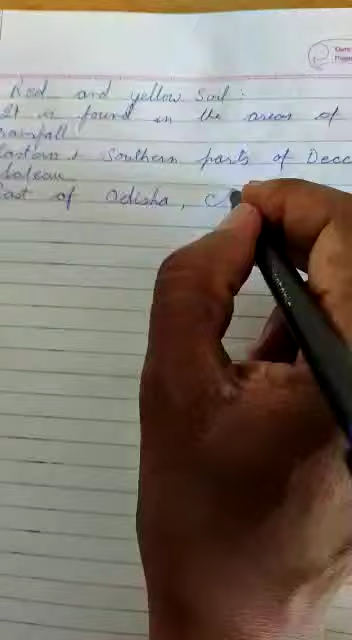 Red and yellow Soil:
It is found in the areas of
rainfall
Eastern & Southern parts of Decc
plateau
Past of Odisha, C